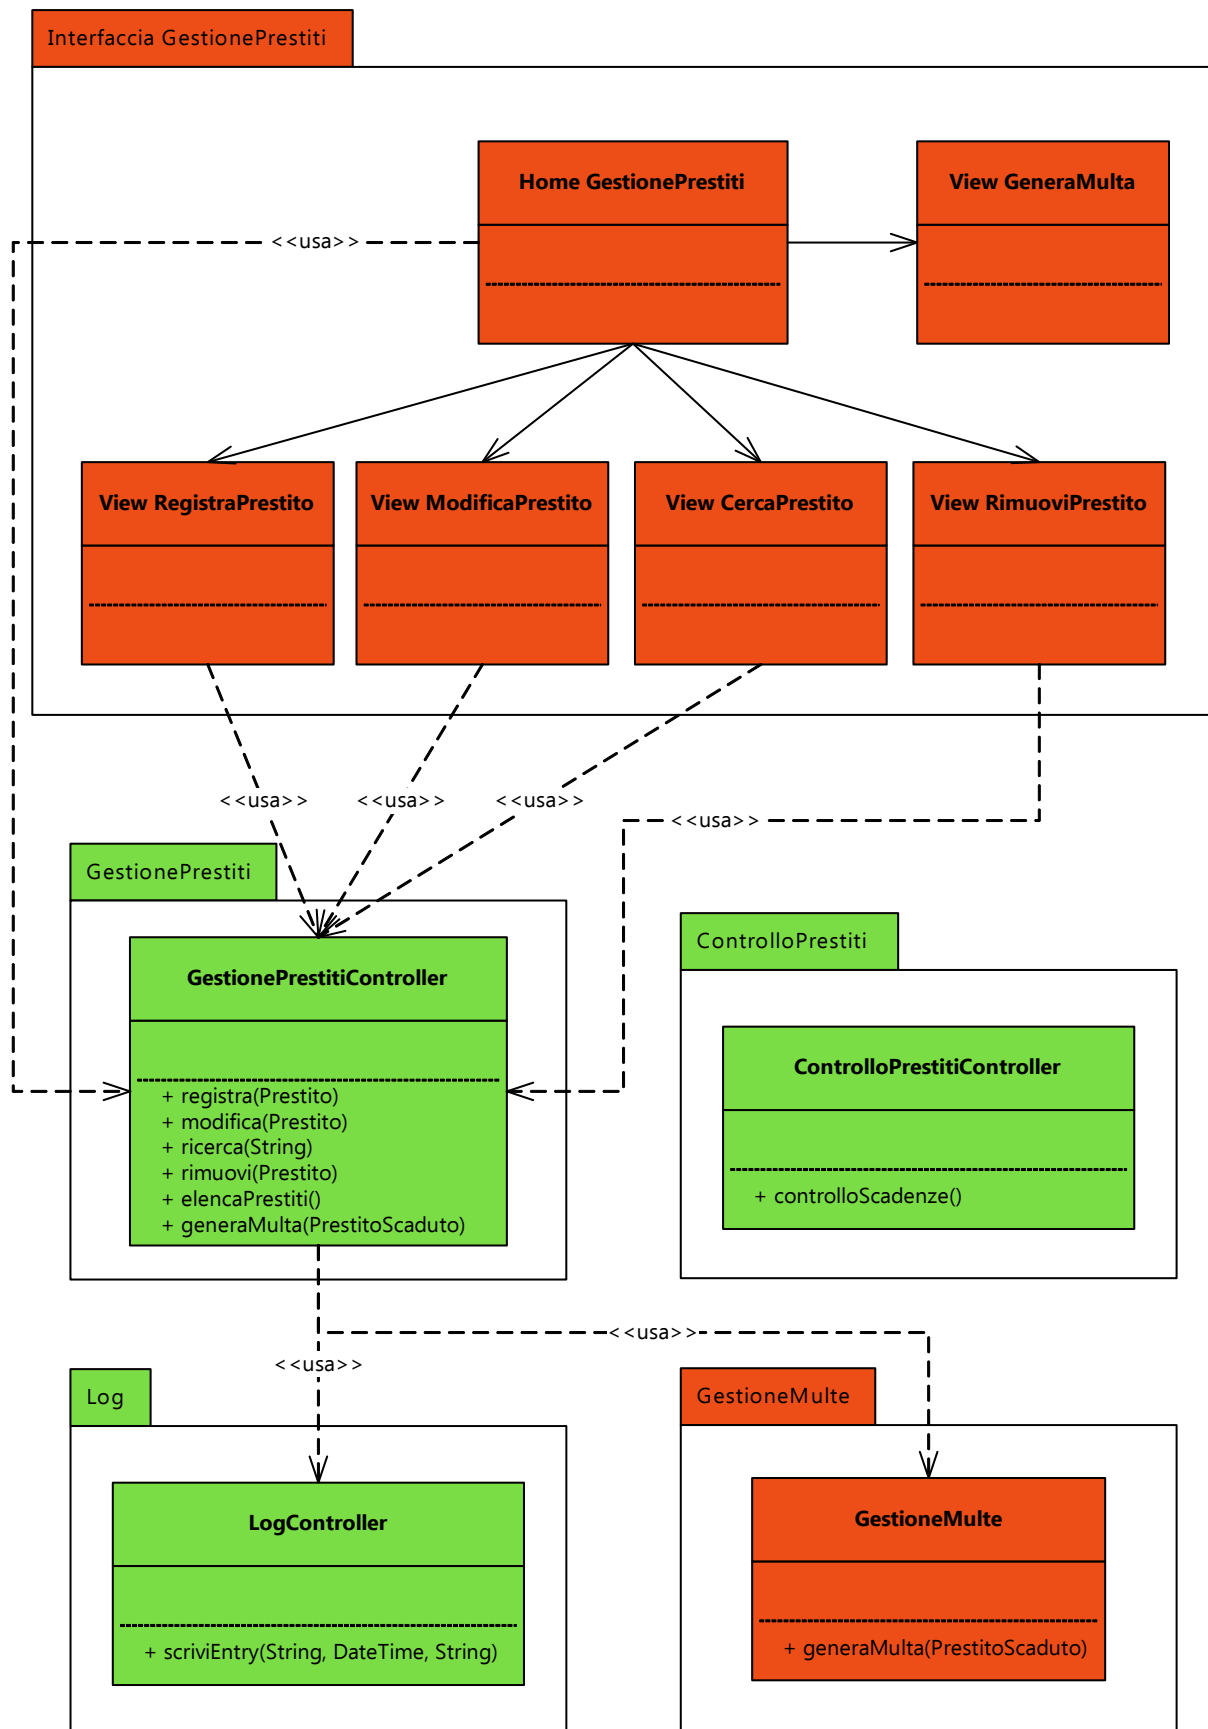 Interfaccia GestionePrestiti
Home GestionePrestiti
View GeneraMulta
<<usa>>
View RegistraPrestito
View ModificaPrestito
View CercaPrestito
View RimuoviPrestito
<<usa>>
<<usa>>
<<usa>>
<<usa>>
GestionePrestiti
GestionePrestitiController
+ registra(Prestito)
+ modifica(Prestito)
+ ricerca(String)
+ rimuovi(Prestito)
+ elencaPrestiti()
+ generaMulta(PrestitoScaduto)
ControlloPrestiti
ControlloPrestitiController
+ controlloScadenze()
<<usa>>
<<usa>>
Log
LogController
+ scriviEntry(String, DateTime, String)
GestioneMulte
GestioneMulte
+ generaMulta(PrestitoScaduto)